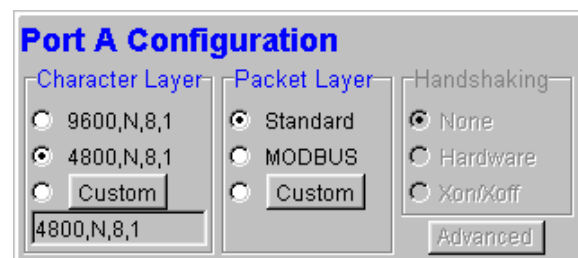 Port A Configuration
Character Layer
9600,N,8,1
4800,N,8,1
Custom
4800,N,8,1
Packet Layer
Standard
MODBUS
Custom
Handshaking
None
Hardware
Xon/Xoff
Advanced